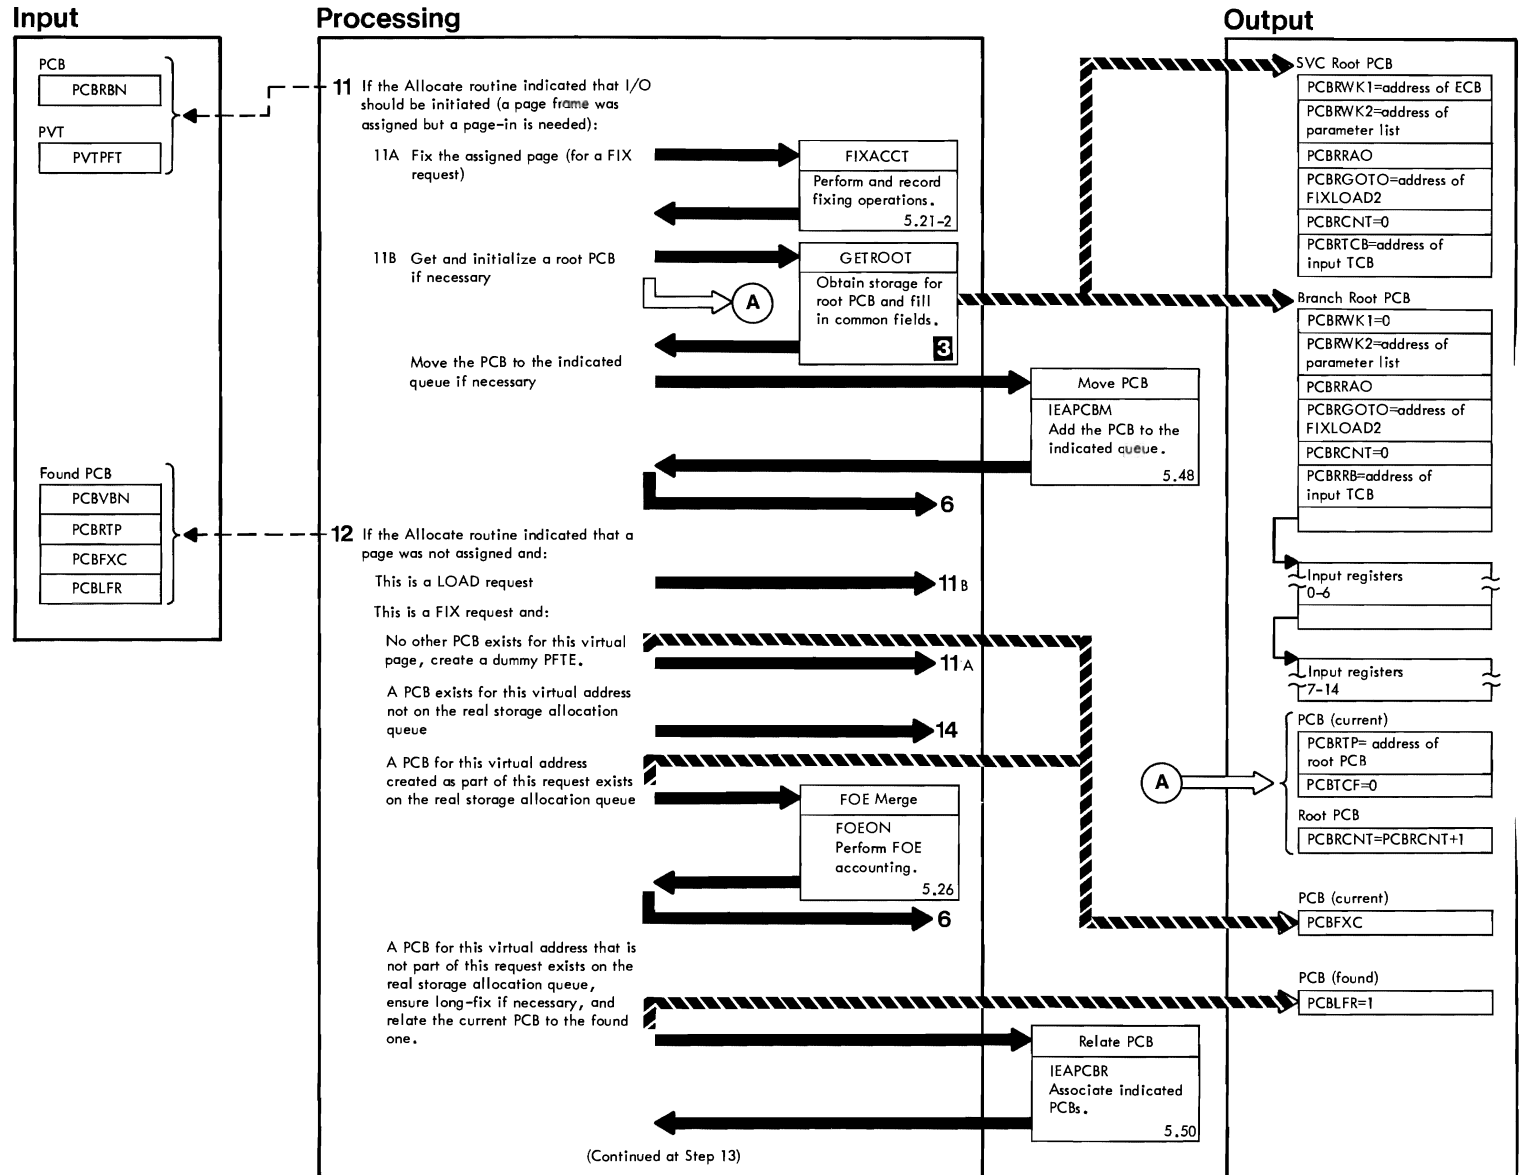 Input
PCB
PCBRBN
PVT
PVTPFT
Found PCB
PCBVBN
PCBRTP
PCBFXC
PCBLFR
Processing
11 If the Allocate routine indicated that I/O
should be initiated (a page frame was
assigned but a page-in is needed):
11A Fix the assigned page (for a FIX
request)
FIXACCT
Perform and record
fixing operations.
5.21-2
11B Get and initialize a root PCB
if necessary
A
GETROOT
Obtain storage for
root PCB and fill
in common fields.
3
Move the PCB to the indicated
queue if necessary
Move PCB
IEAPCBM
Add the PCB to the
indicated queue.
5.48
6
12 If the Allocate routine indicated that a
page was not assigned and:
This is a LOAD request
11B
This is a FIX request and:
No other PCB exists for this virtual
page, create a dummy PFTE.
11A
A PCB exists for this virtual address
not on the real storage allocation
queue
14
A PCB for this virtual address
created as part of this request exists
on the real storage allocation queue
FOE Merge
FOEON
Perform FOE
accounting.
5.26
6
A PCB for this virtual address that is
not part of this request exists on the
real storage allocation queue,
ensure long-fix if necessary, and
relate the current PCB to the found
one.
Relate PCB
IEAPCBR
Associate indicated
PCBs.
5.50
(Continued at Step 13)
Output
SVC Root PCB
PCBRWK1=address of ECB
PCBRWK2=address of
parameter list
PCBRRAO
PCBRGOTO=address of
FIXLOAD2
PCBRCNT=0
PCBRTCB=address of
input TCB
Branch Root PCB
PCBRWK1=0
PCBRWK2=address of
parameter list
PCBRRAO
PCBRGOTO=address of
FIXLOAD2
PCBRCNT=0
PCBRRB=address of
input TCB
Input registers
0-6
Input registers
7-14
PCB (current)
PCBRTP= address of
root PCB
PCBTCF=0
A
Root PCB
PCBRCNT=PCBRCNT+1
PCB (current)
PCBFXC
PCB (found)
PCBLFR=1